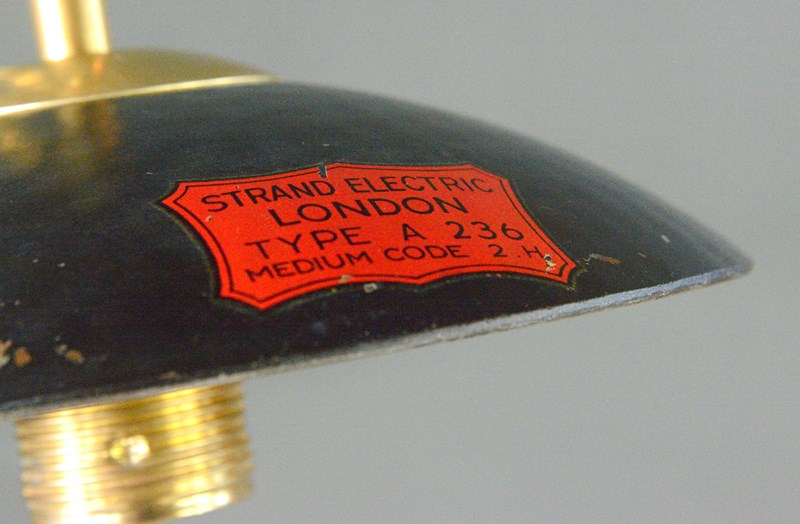 STRAND ELECTRIC
LONDON
TYPE A 236
MEDIUM CODE 2.H.